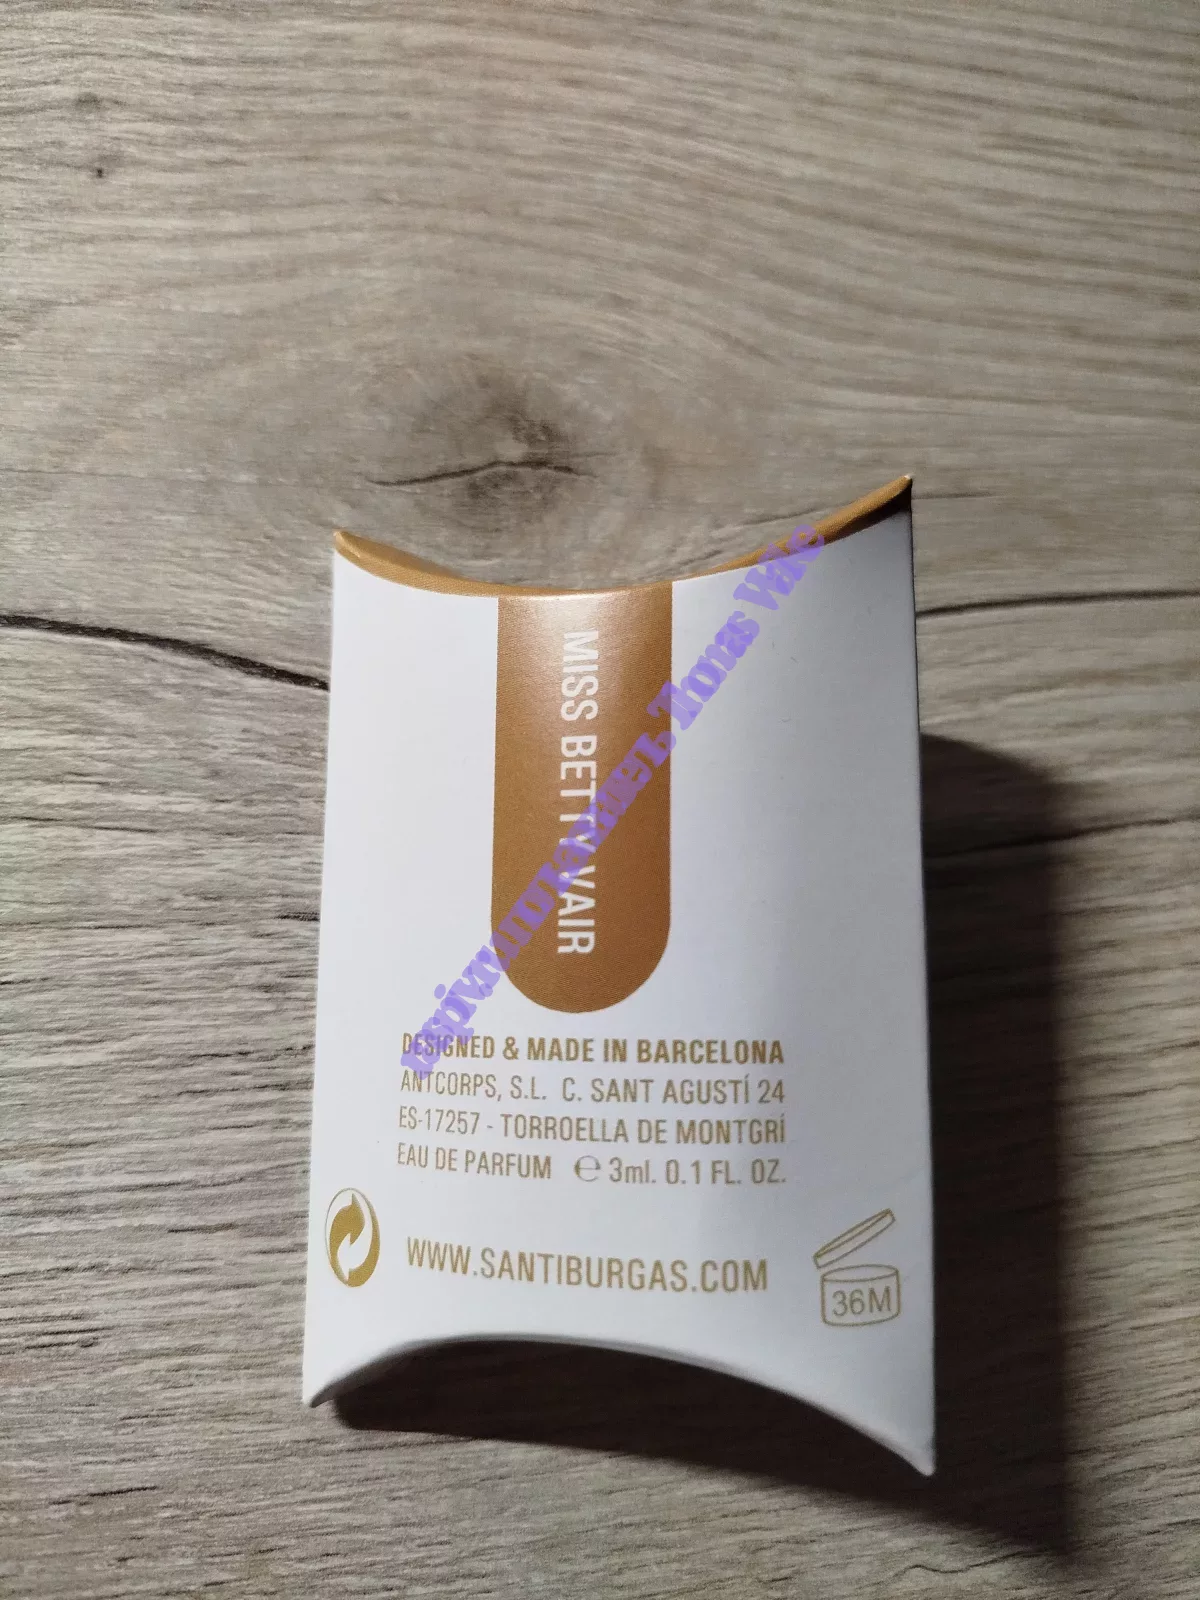 MISS BETTY VAIR
DESIGNED & MADE IN BARCELONA
ANTCORPS, S.L. C. SANT AGUSTÍ 24
ES-17257 - TORROELLA DE MONTGRÍ
EAU DE PARFUM ℮ 3ml. 0.1 FL. OZ.
WWW.SANTIBURGAS.COM
36M